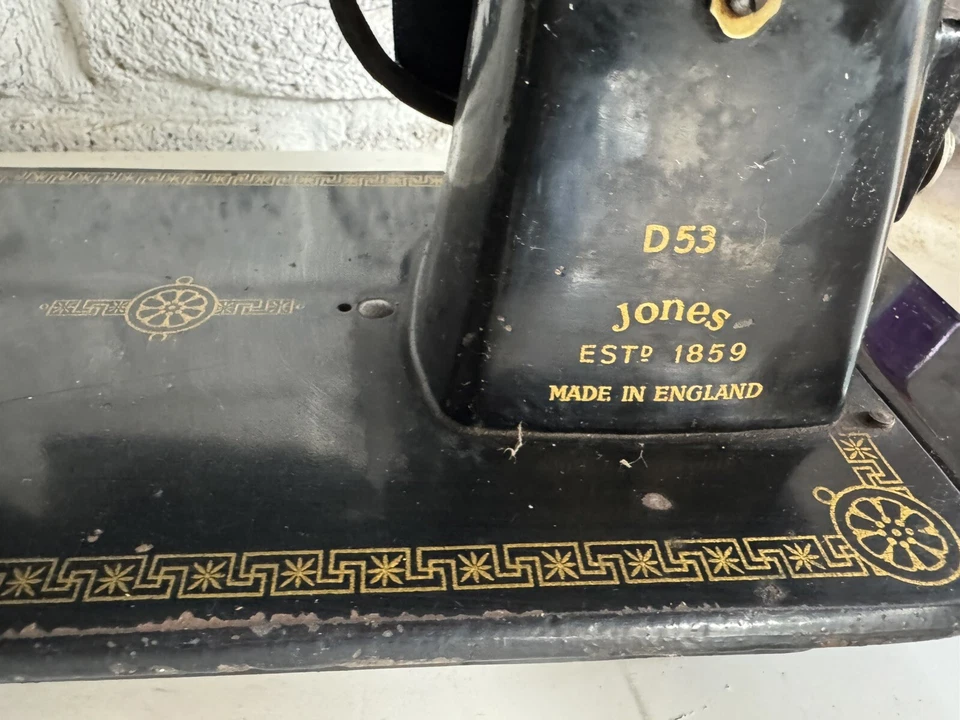 D53
Jones
ESTD 1859
MADE IN ENGLAND